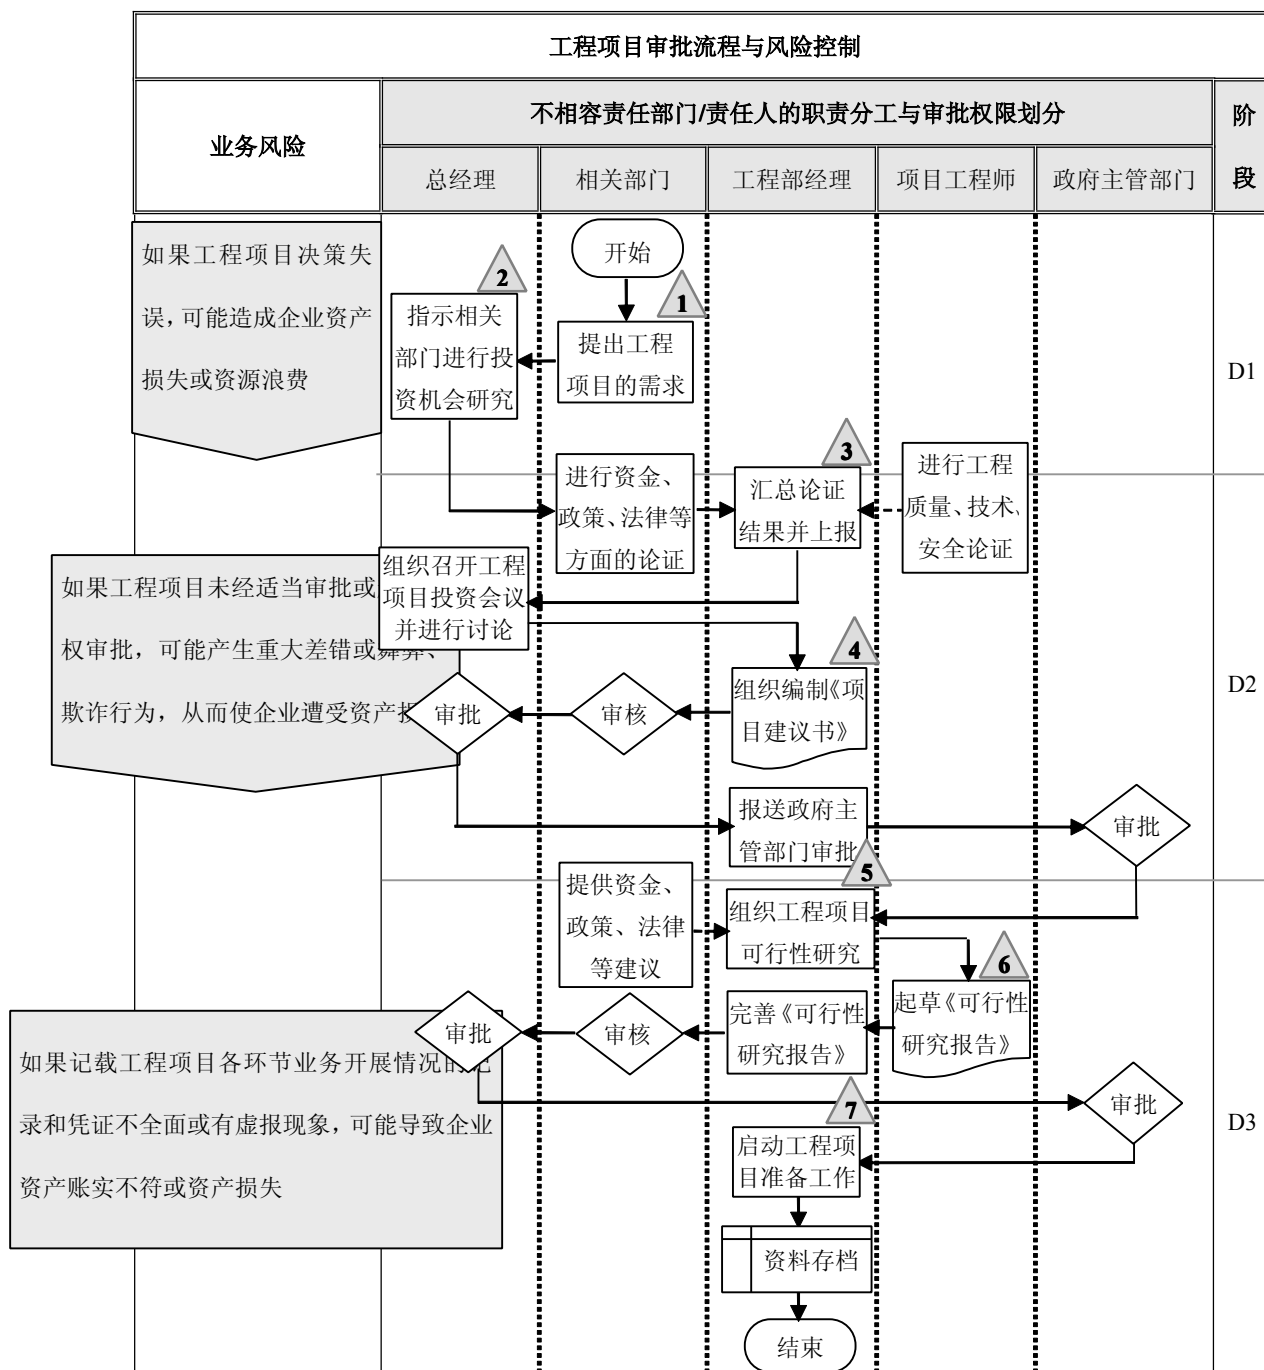 工程项目审批流程与风险控制
业务风险
不相容责任部门/责任人的职责分工与审批权限划分
阶
段
总经理
相关部门
工程部经理
项目工程师
政府主管部门
如果工程项目决策失
误，可能造成企业资产
损失或资源浪费
开始
1
2
提出工程
项目的需求
指示相关
部门进行投
资机会研究
D1
进行资金、
政策、法律等
方面的论证
3
汇总论证
结果并上报
进行工程
质量、技术、
安全论证
如果工程项目未经适当审批或
权审批，可能产生重大差错或舞弊、
欺诈行为，从而使企业遭受资产损
组织召开工程
项目投资会议
并进行讨论
4
组织编制《项
目建议书》
审核
审批
D2
报送政府主
管部门审批
审批
5
提供资金、
政策、法律
等建议
组织工程项目
可行性研究
6
起草《可行性
研究报告》
完善《可行性
研究报告》
审核
审批
如果记载工程项目各环节业务开展情况的记
录和凭证不全面或有虚报现象，可能导致企业
资产账实不符或资产损失
审批
D3
7
启动工程项
目准备工作
资料存档
结束